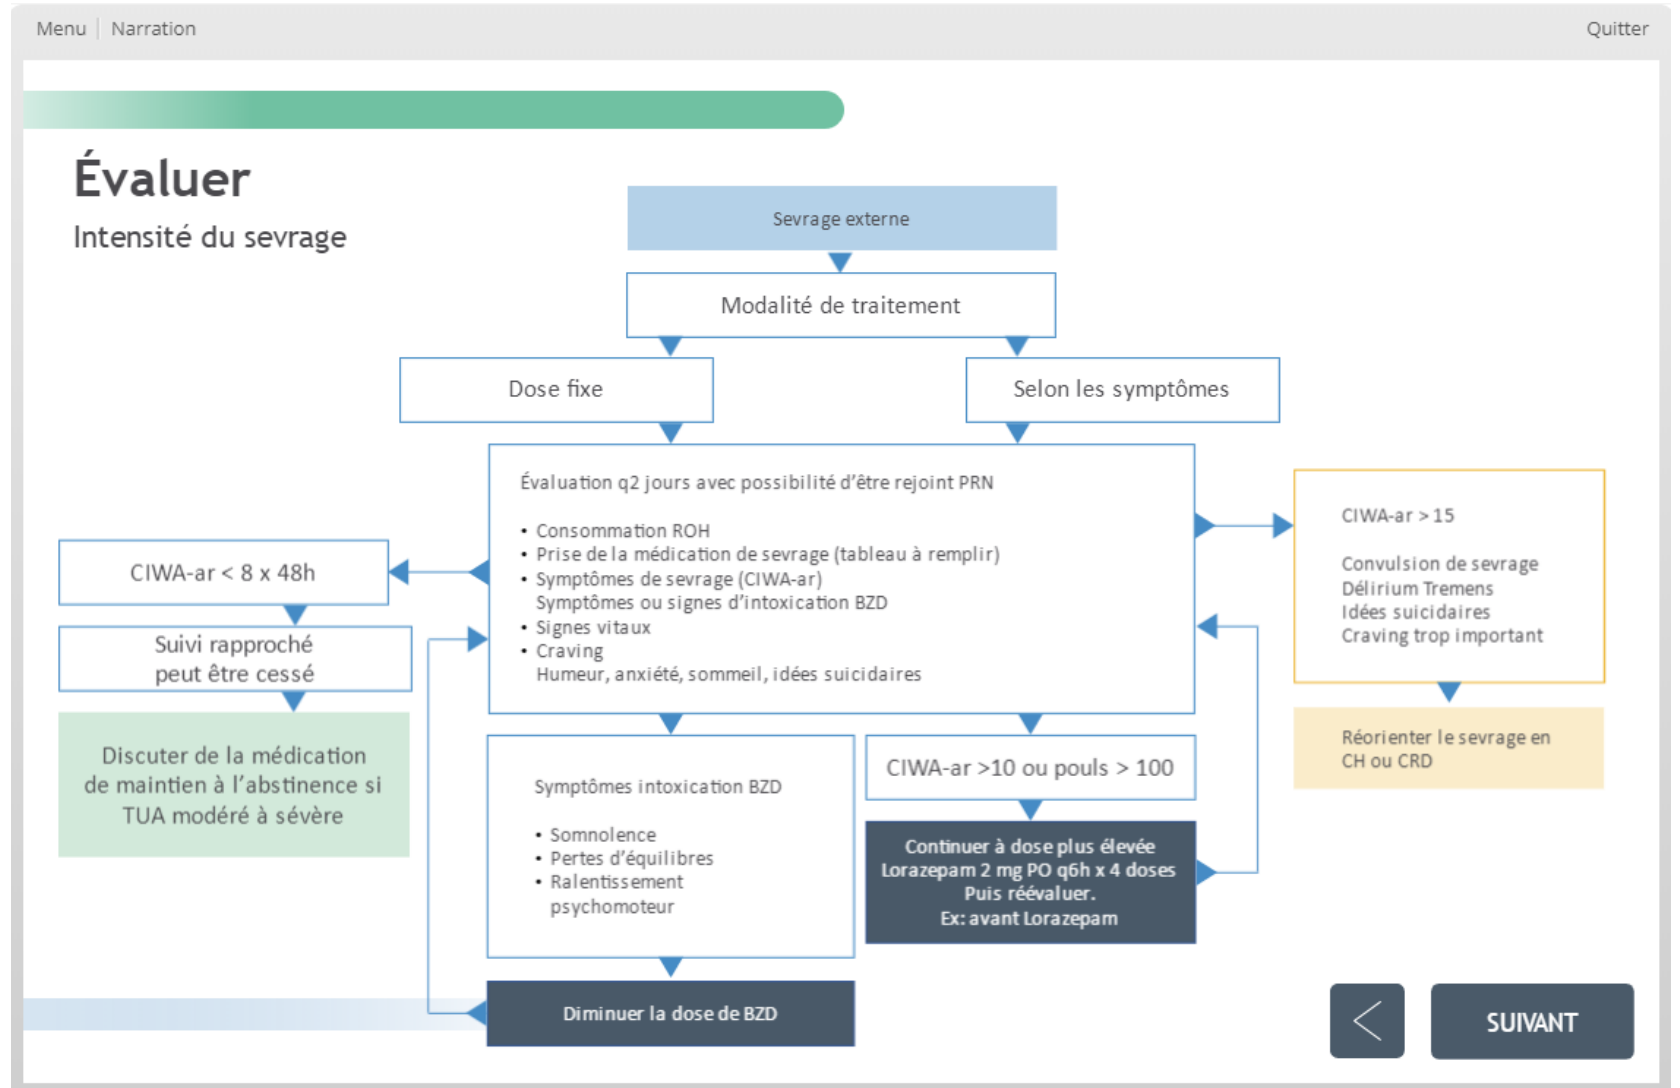 Menu | Narration
Quitter
Évaluer
Intensité du sevrage
Sevrage externe
Modalité de traitement
Dose fixe
Selon les symptômes
Évaluation q2 jours avec possibilité d'être rejoint PRN
• Consommation ROH
• Prise de la médication de sevrage (tableau à remplir)
• Symptômes de sevrage (CIWA-ar)
Symptômes ou signes d'intoxication BZD
• Signes vitaux
• Craving
Humeur, anxiété, sommeil, idées suicidaires
CIWA-ar < 8 x 48h
Suivi rapproché
peut être cessé
Discuter de la médication
de maintien à l'abstinence si
TUA modéré à sévère
Symptômes intoxication BZD
• Somnolence
• Pertes d'équilibres
• Ralentissement
psychomoteur
Diminuer la dose de BZD
CIWA-ar >10 ou pouls > 100
Continuer à dose plus élevée
Lorazepam 2 mg PO q6h x 4 doses
Puis réévaluer.
Ex: avant Lorazepam
CIWA-ar > 15
Convulsion de sevrage
Délirium Tremens
Idées suicidaires
Craving trop important
Réorienter le sevrage en
CH ou CRD
SUIVANT